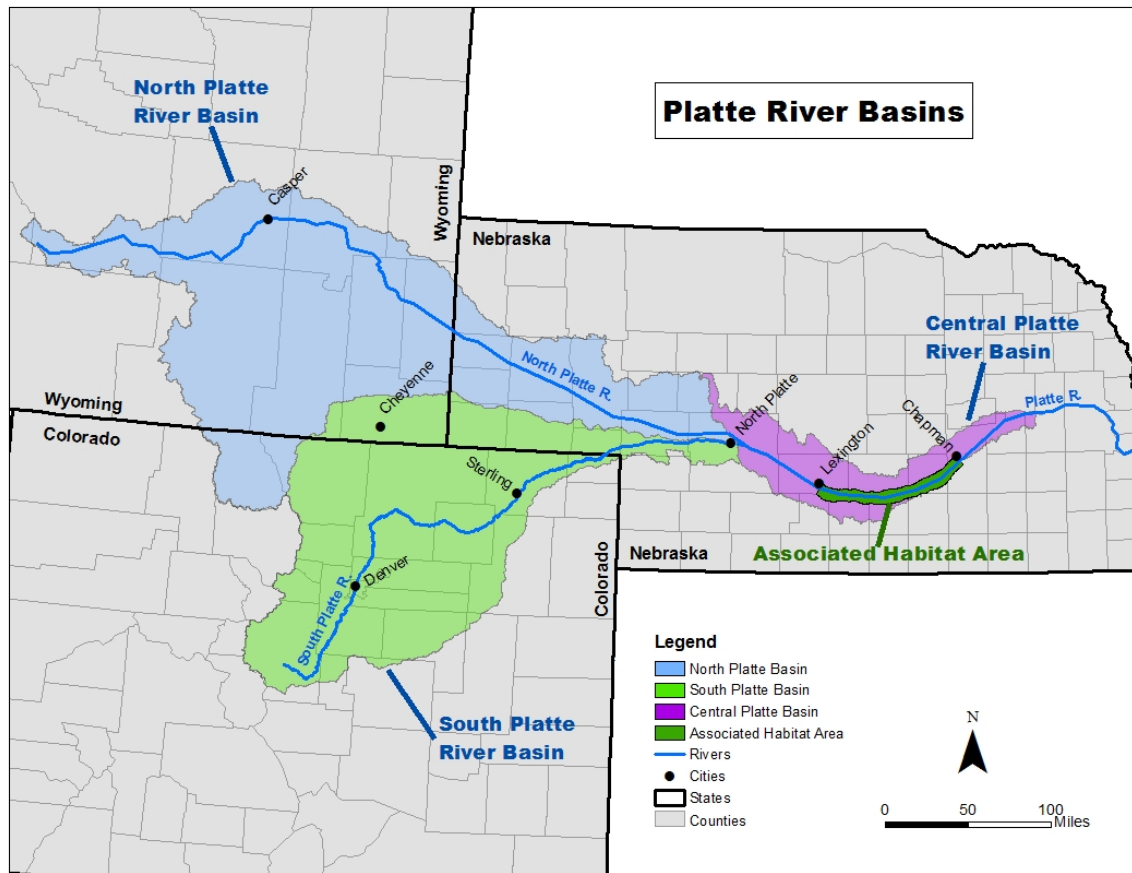 North Platte
River Basin
Platte River Basins
Casper
Wyoming
Nebraska
Central Platte
River Basin
North Platte R.
Cheyenne
North Platte
Platte R.
Chapman
Wyoming
Colorado
Lexington
Sterling
Associated Habitat Area
Nebraska
Colorado
Denver
South Platte R.
South Platte
River Basin
Legend
North Platte Basin
South Platte Basin
Central Platte Basin
Associated Habitat Area
Rivers
Cities
States
Counties
N
0 50 100
Miles